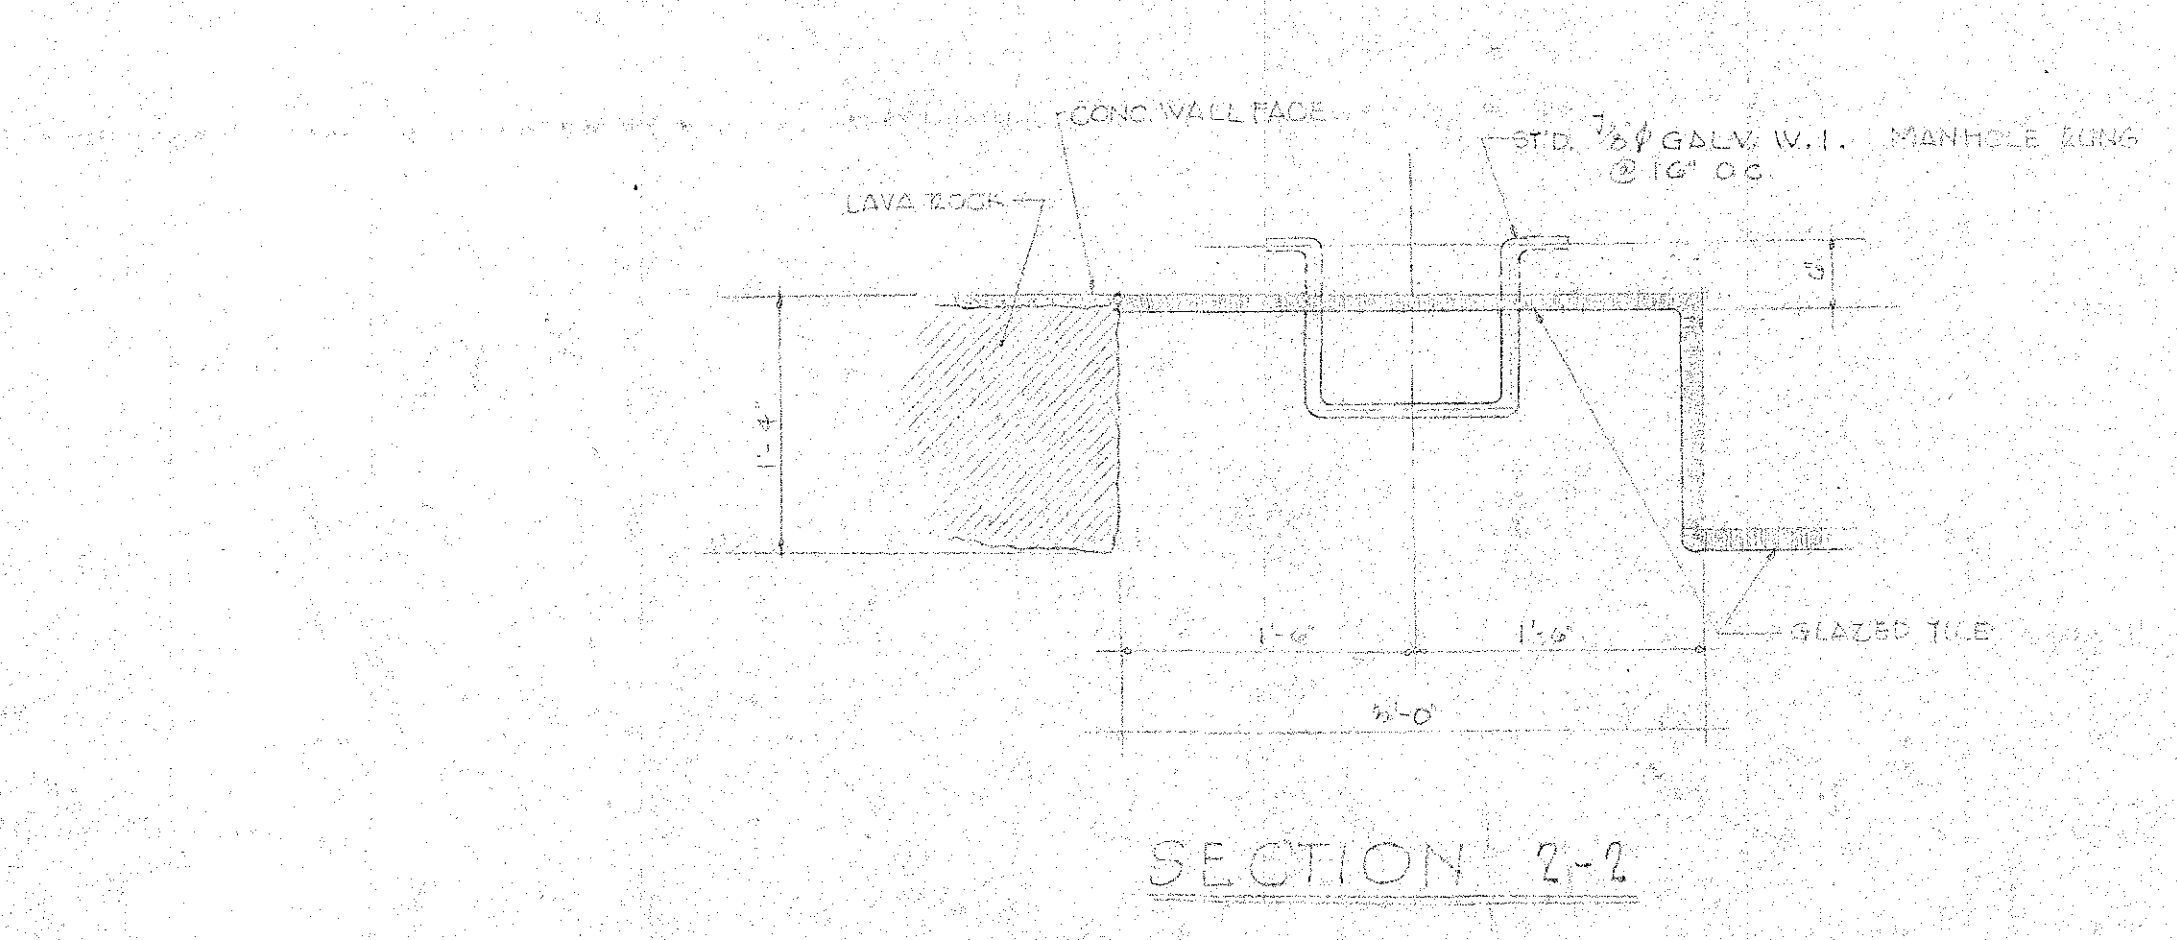 CONC. WALL FACE
ST'D. 7/8 φ GALV. W.I. MANHOLE RUNG
@ 16" O C
LAVA ROCK
1'-4"
1'-6"
1'-6"
GLAZED TILE
3'-0"
SECTION 2-2